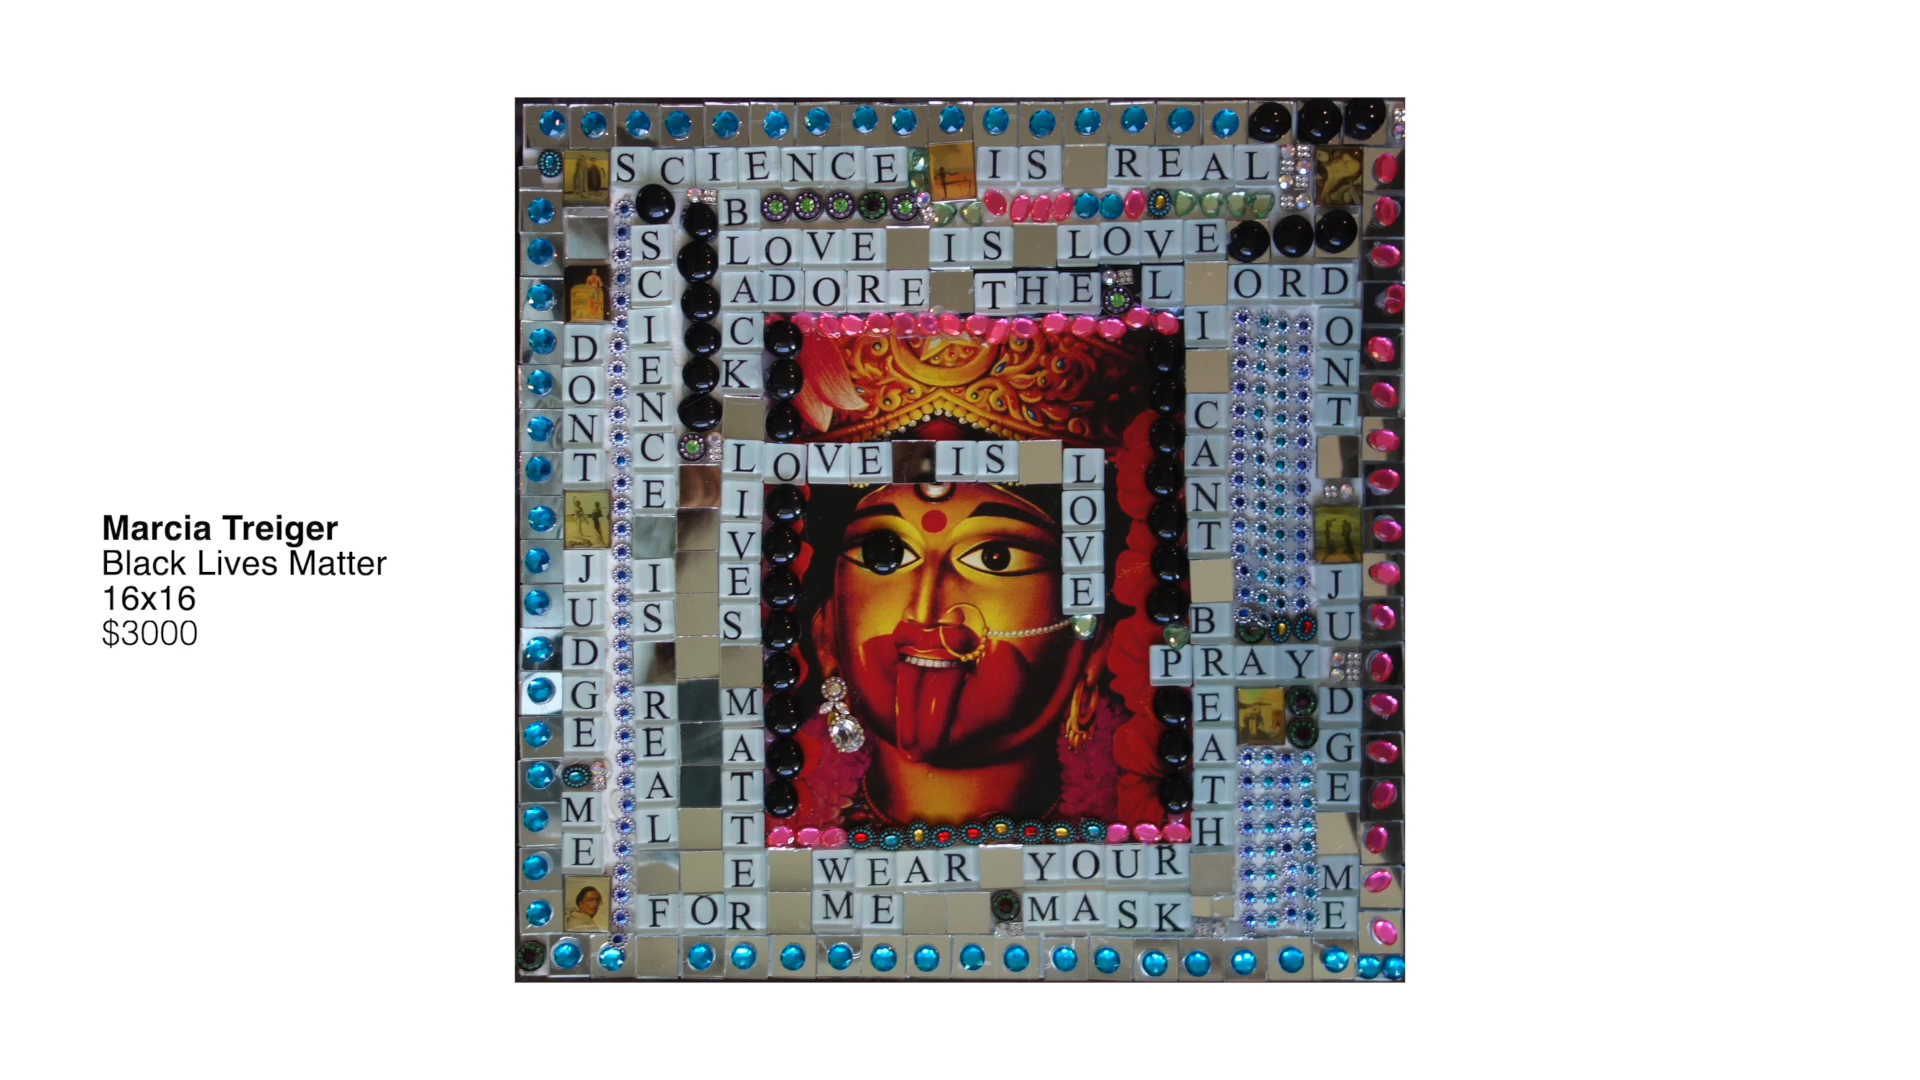 Marcia Treiger
Black Lives Matter
16x16
$3000
SCIENCE IS REAL
BLACK LIVES MATTER
LOVE IS LOVE
ADORE THE LORD
SCIENCE IS REAL
DONT JUDGE ME
LOVE IS LOVE
LOVE
I CANT BREATH
DONT JUDGE ME
PRAY
WEAR YOUR
FOR ME MASK